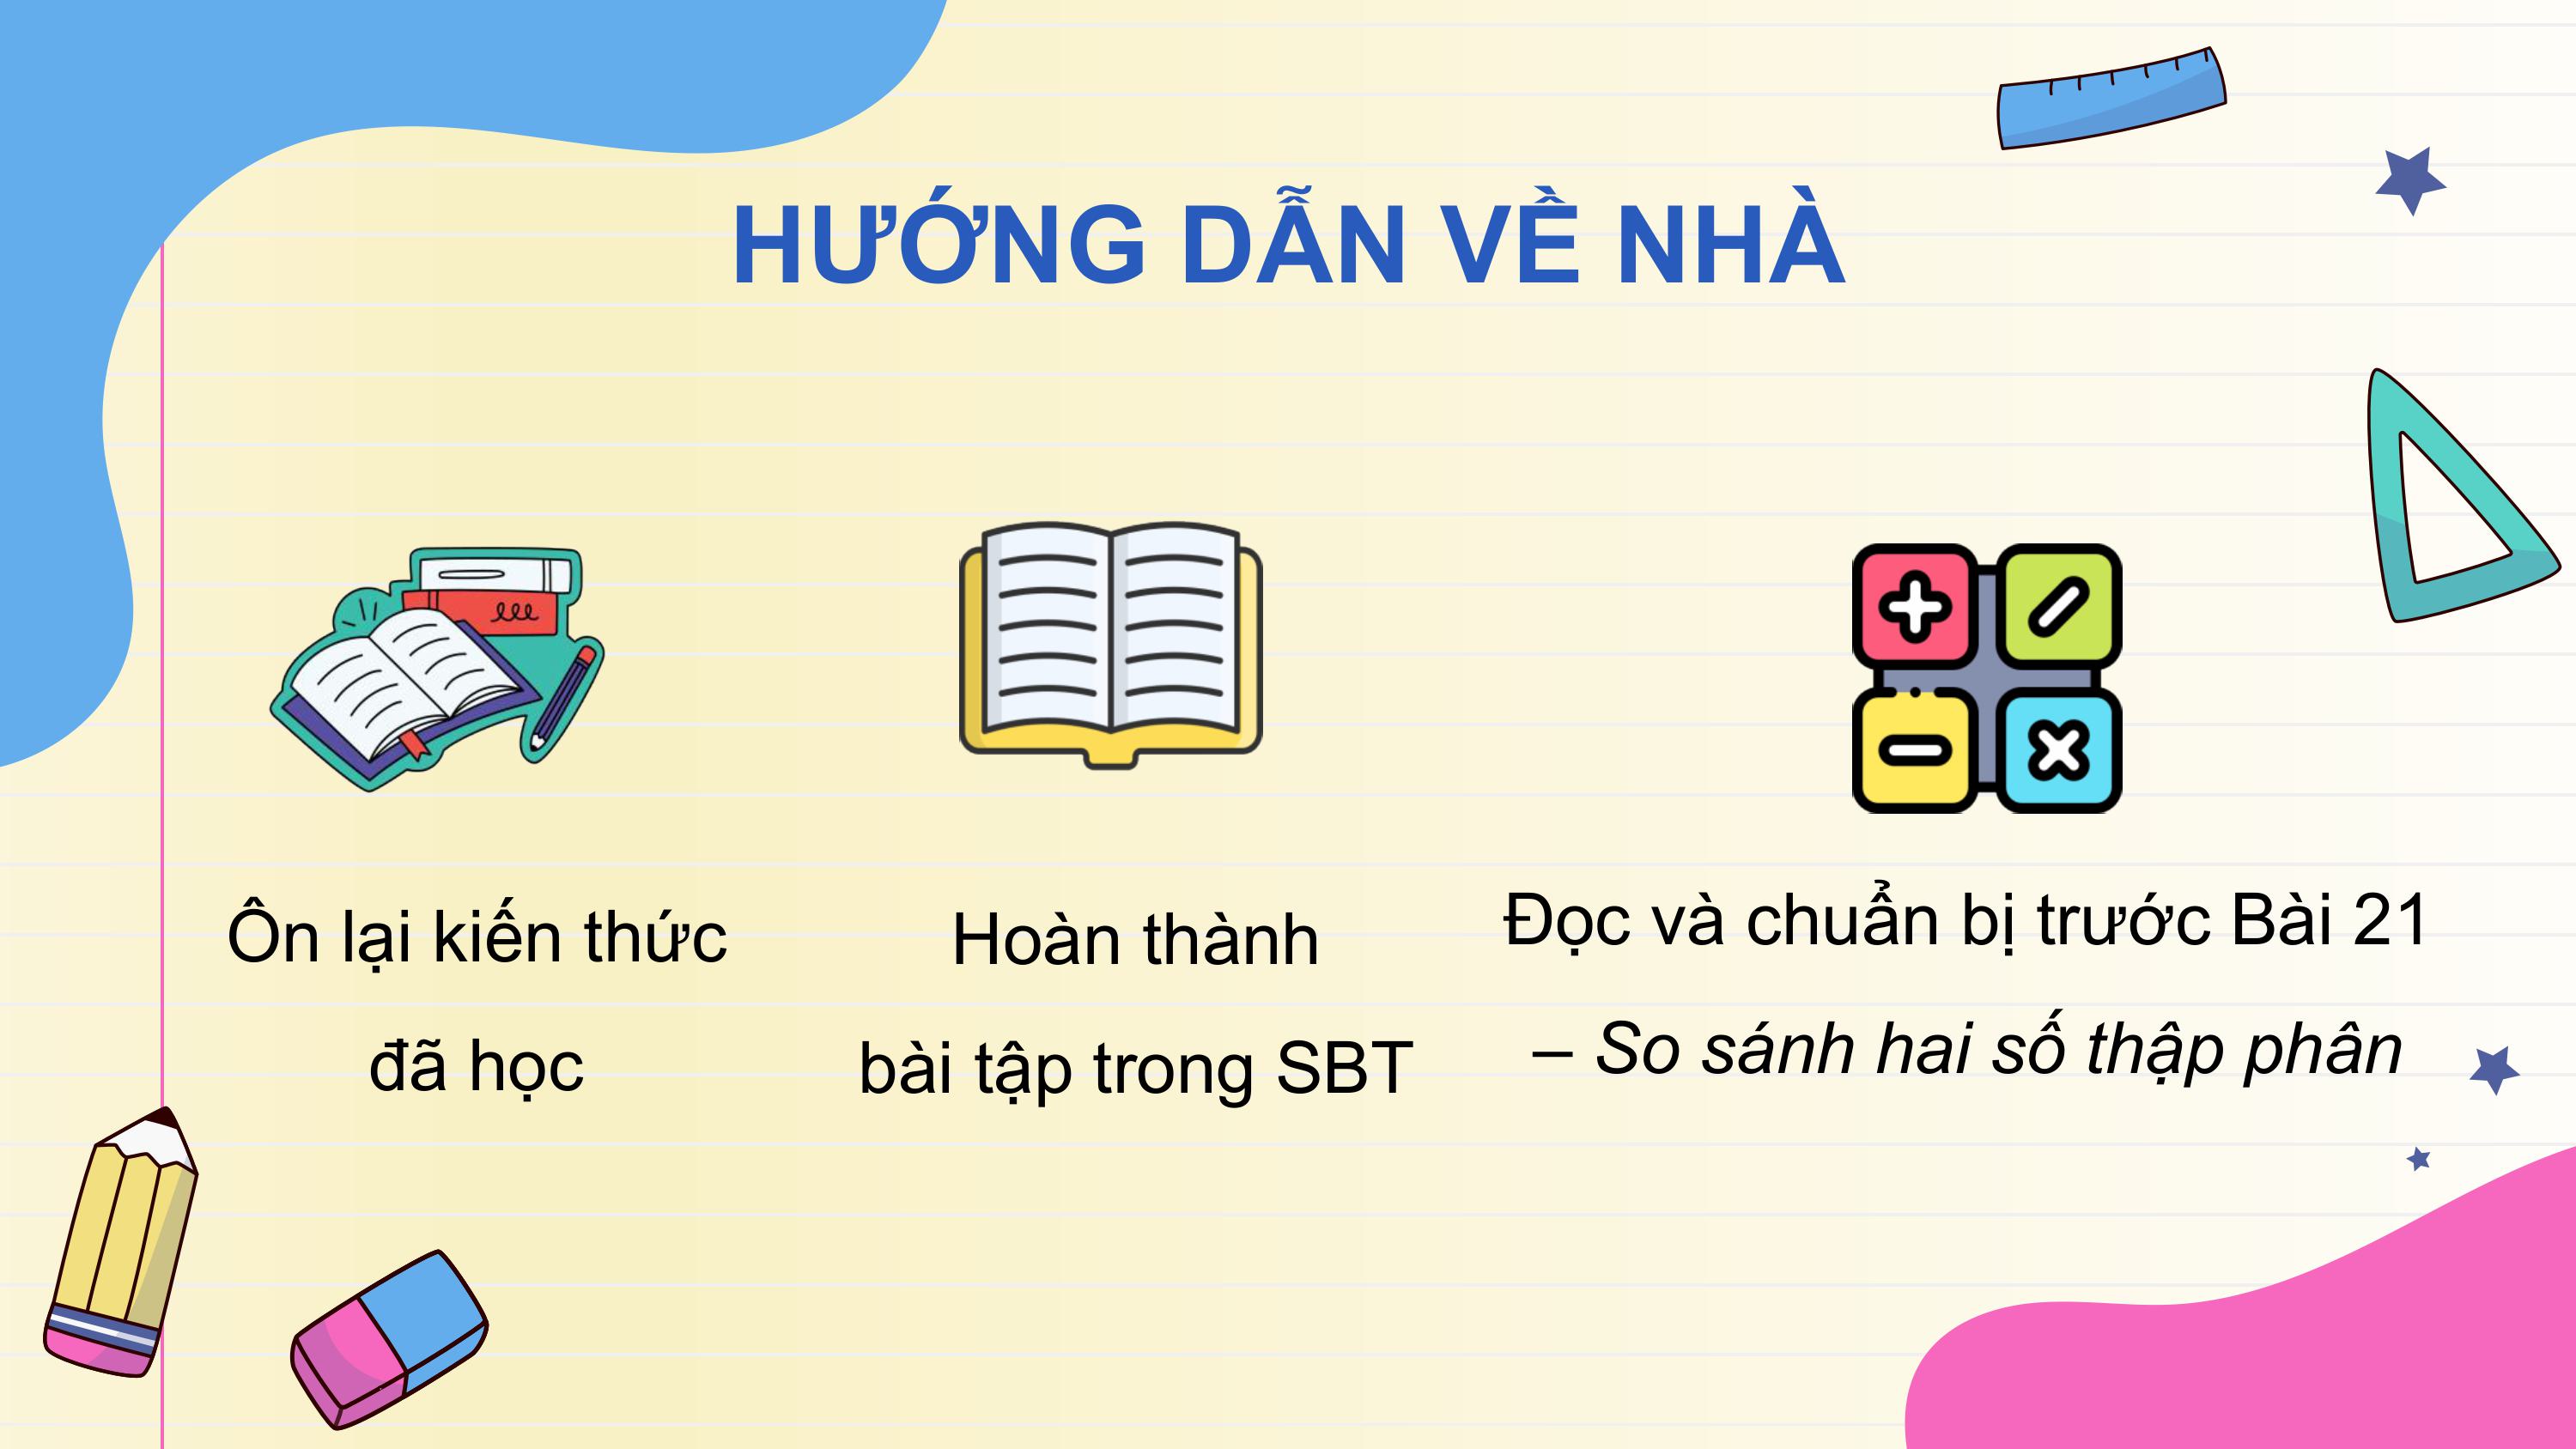 HƯỚNG DẪN VỀ NHÀ
Ôn lại kiến thức
đã học
Hoàn thành
bài tập trong SBT
Đọc và chuẩn bị trước Bài 21
– So sánh hai số thập phân